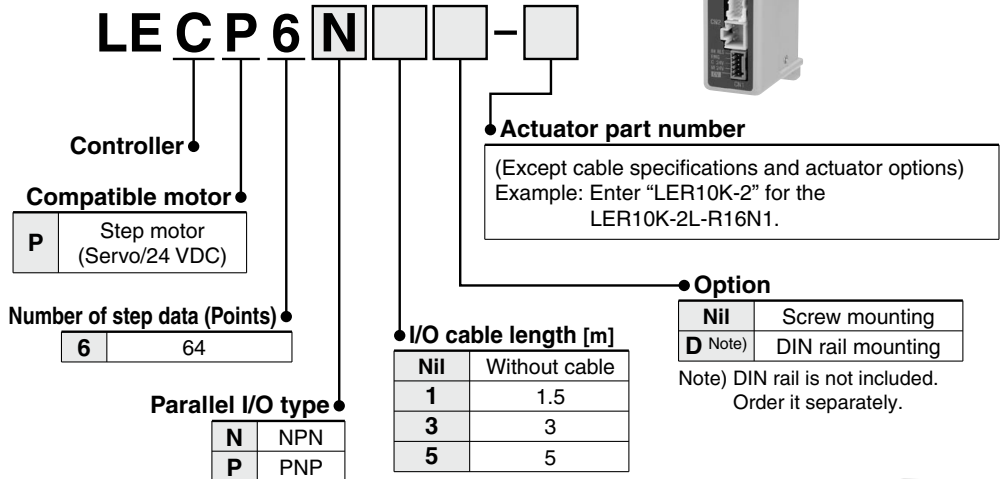 LECP6N -
Controller
Compatible motor
P Step motor
(Servo/24 VDC)
Number of step data (Points)
6 64
Parallel I/O type
N NPN
P PNP
I/O cable length [m]
Nil Without cable
1 1.5
3 3
5 5
Actuator part number
(Except cable specifications and actuator options)
Example: Enter “LER10K-2” for the
LER10K-2L-R16N1.
Option
Nil Screw mounting
D Note) DIN rail mounting
Note) DIN rail is not included.
Order it separately.